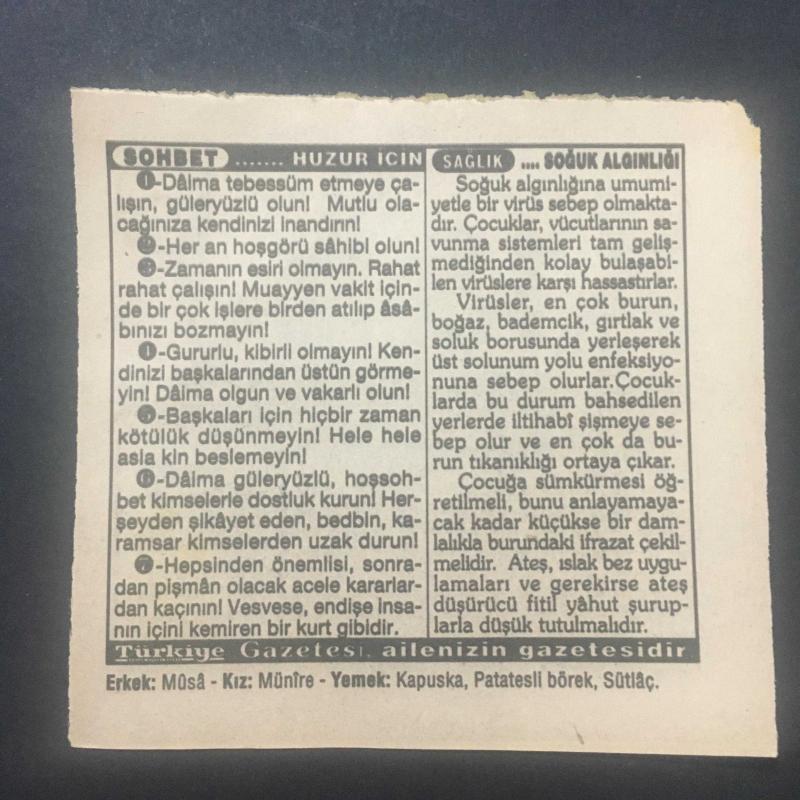 SOHBET ....... HUZUR İCİN
❶-Dâima tebessüm etmeye ça-
lışın, güleryüzlü olun! Mutlu ola-
cağınıza kendinizi inandırın!
❷-Her an hoşgörü sâhibi olun!
❸-Zamanın esiri olmayın. Rahat
rahat çalışın! Muayyen vakit için-
de bir çok işlere birden atılıp âsâ-
bınızı bozmayın!
❹-Gururlu, kibirli olmayın! Ken-
dinizi başkalarından üstün görme-
yin! Dâima olgun ve vakarlı olun!
❺-Başkaları için hiçbir zaman
kötülük düşünmeyin! Hele hele
asla kin beslemeyin!
❻-Dâima güleryüzlü, hoşsoh-
bet kimselerle dostluk kurun! Her-
şeyden şikâyet eden, bedbin, ka-
ramsar kimselerden uzak durun!
❼-Hepsinden önemlisi, sonra-
dan pişmân olacak acele kararlar-
dan kaçının! Vesvese, endişe insa-
nın içini kemiren bir kurt gibidir.
SAĞLIK .... SOĞUK ALGINLIĞI
Soğuk algınlığına umumi-
yetle bir virüs sebep olmakta-
dır. Çocuklar, vücutlarının sa-
vunma sistemleri tam geliş-
mediğinden kolay bulaşabi-
len virüslere karşı hassastırlar.
Virüsler, en çok burun,
boğaz, bademcik, gırtlak ve
soluk borusunda yerleşerek
üst solunum yolu enfeksiyo-
nuna sebep olurlar.Çocuk-
larda bu durum bahsedilen
yerlerde iltihabî şişmeye se-
bep olur ve en çok da bu-
run tıkanıklığı ortaya çıkar.
Çocuğa sümkürmesi öğ-
retilmeli, bunu anlayamaya-
cak kadar küçükse bir dam-
lalıkla burundaki ifrazat çekil-
melidir. Ateş, ıslak bez uygu-
lamaları ve gerekirse ateş
düşürücü fitil yâhut şurup-
larla düşük tutulmalıdır.
Türkiye Gazetesi, ailenizin gazetesidir
Erkek: Mûsâ - Kız: Münîre - Yemek: Kapuska, Patatesli börek, Sütlâç.